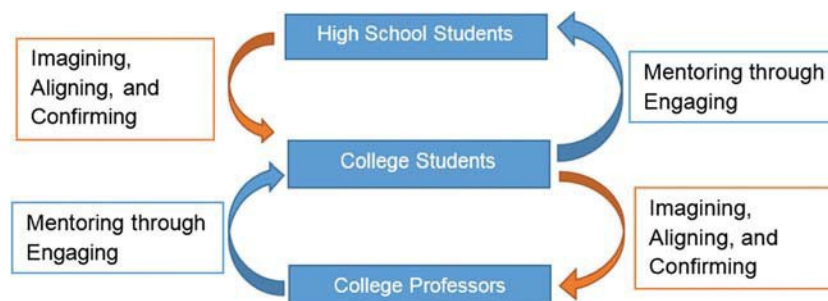 High School Students
Imagining,
Aligning, and
Confirming
Mentoring through
Engaging
College Students
Mentoring through
Engaging
Imagining,
Aligning, and
Confirming
College Professors